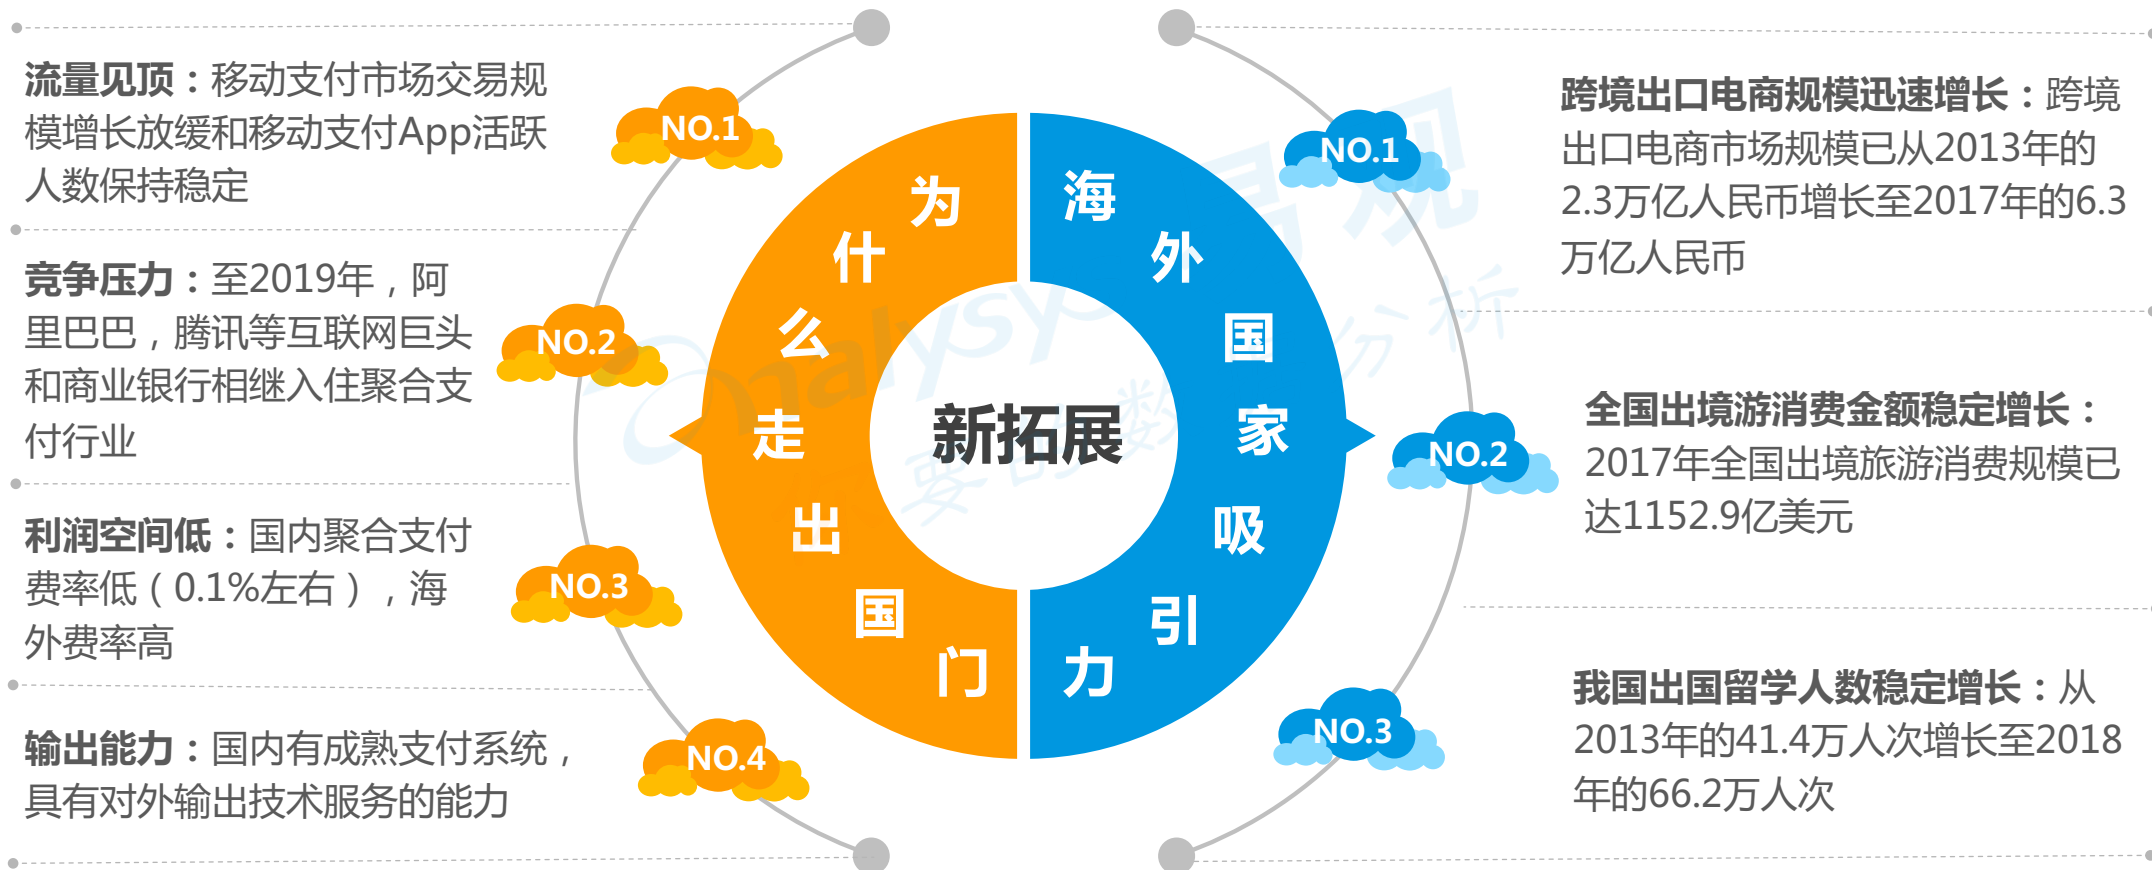 流量见顶：移动支付市场交易规
模增长放缓和移动支付App活跃
人数保持稳定
NO.1
竞争压力：至2019年，阿
里巴巴，腾讯等互联网巨头
和商业银行相继入住聚合支
付行业
NO.2
利润空间低：国内聚合支付
费率低（0.1%左右），海
外费率高
NO.3
输出能力：国内有成熟支付系统，
具有对外输出技术服务的能力
NO.4
为什么走出国门
新拓展
海外国家吸引力
NO.1
跨境出口电商规模迅速增长：跨境
出口电商市场规模已从2013年的
2.3万亿人民币增长至2017年的6.3
万亿人民币
NO.2
全国出境游消费金额稳定增长：
2017年全国出境旅游消费规模已
达1152.9亿美元
NO.3
我国出国留学人数稳定增长：从
2013年的41.4万人次增长至2018
年的66.2万人次